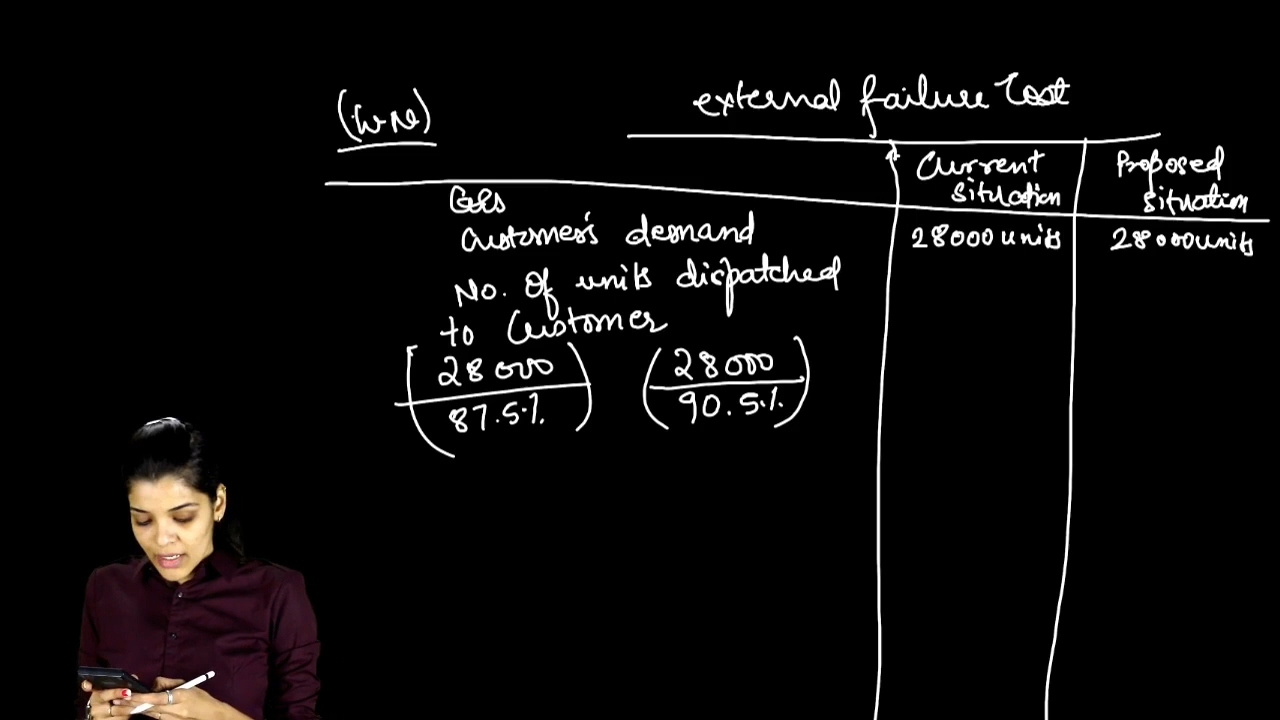 (W.N)
external failure Cost
Current situation
Proposed situation
Customer's demand
28000 units
28000 units
No. of units dispatched
to Customer
(28000 / 87.5%) (28000 / 90.5%)